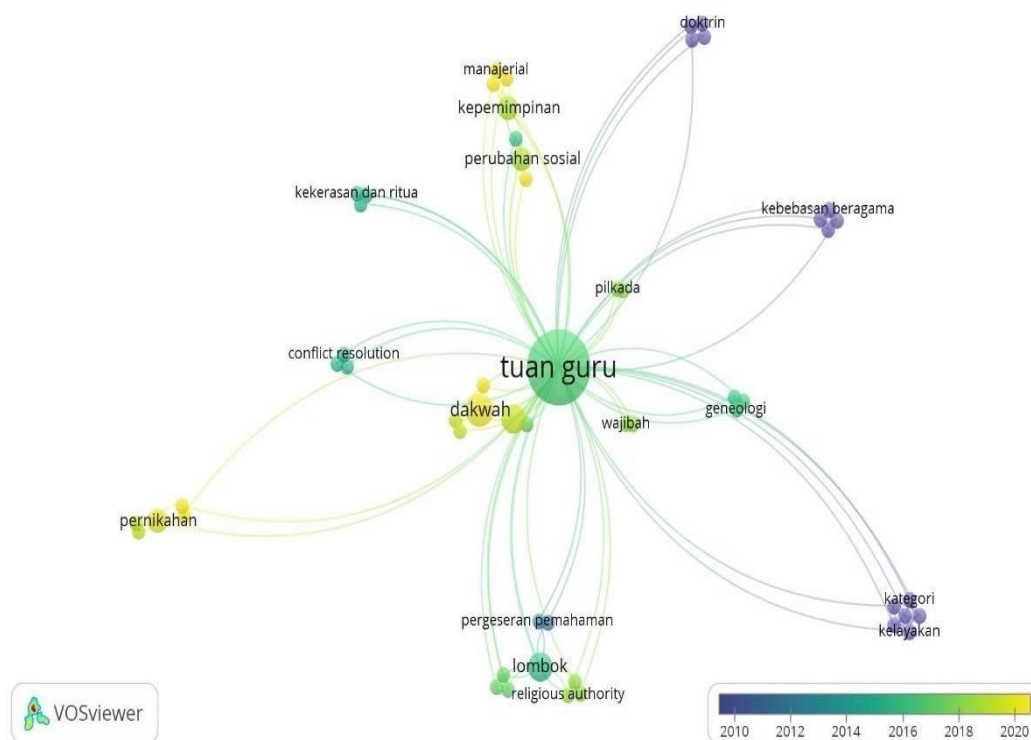 doktrin
manajerial
kepemimpinan
perubahan sosial
kekerasan dan ritua
kebebasan beragama
pilkada
conflict resolution
tuan guru
dakwah
wajibah
geneologi
pernikahan
kategori
pergeseran pemahaman
kelayakan
lombok
religious authority
VOSviewer
2010 2012 2014 2016 2018 2020